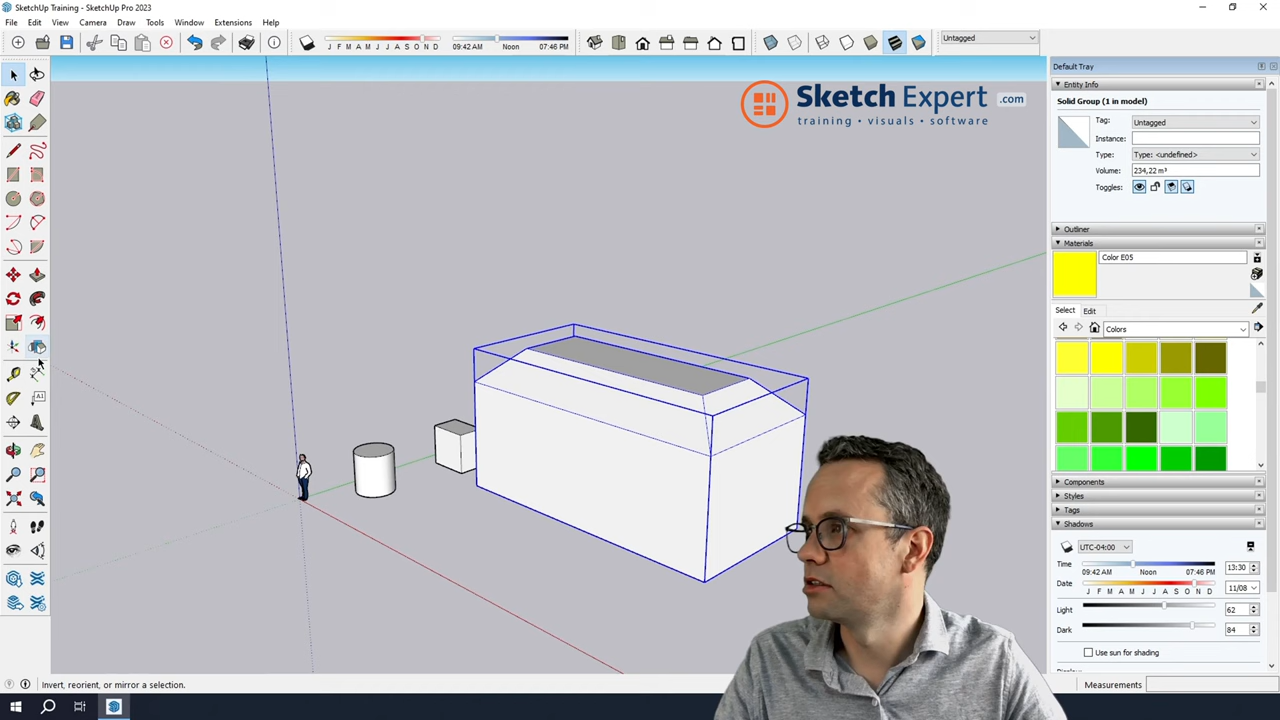 SketchUp Training - SketchUp Pro 2023
File Edit View Camera Draw Tools Window Extensions Help
J F M A M J J A S O N D
09:42 AM Noon 07:46 PM
Untagged
Default Tray
Entity Info
Solid Group (1 in model)
Tag: Untagged
Instance:
Type: Type: <undefined>
Volume: 234,22 m³
Toggles:
Outliner
Materials
Color E05
Select Edit
Colors
Components
Styles
Tags
Shadows
UTC-04:00
Time 13:30
09:42 AM Noon 07:46 PM
Date 11/08
J F M A M J J A S O N D
Light 62
Dark 84
Use sun for shading
Sketch Expert .com
training • visuals • software
Invert, reorient, or mirror a selection.
Measurements